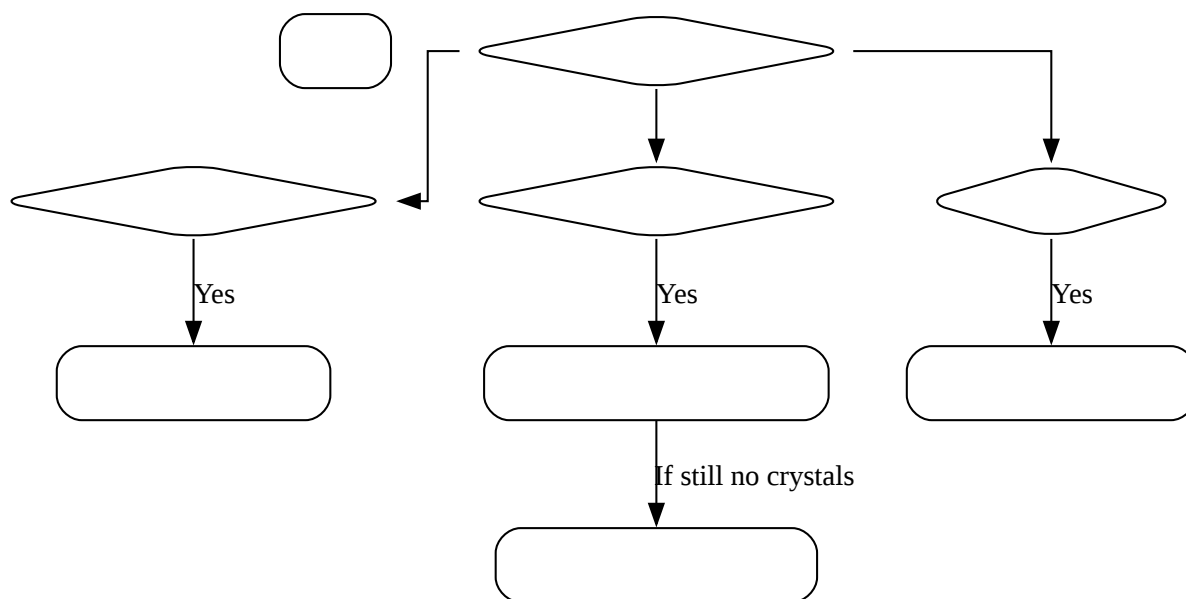 Yes
Yes
Yes
If still no crystals